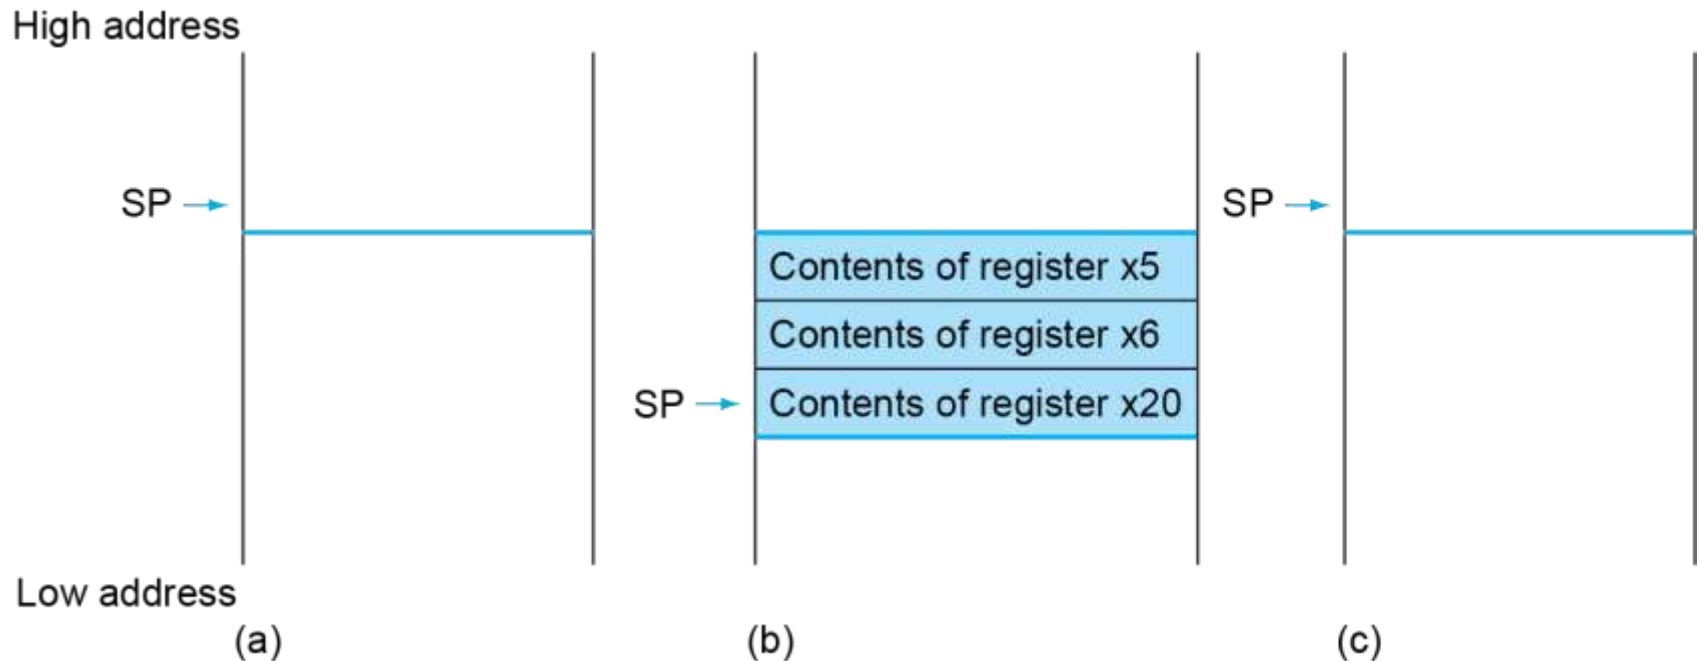 High address
SP
SP
Contents of register x5
Contents of register x6
SP
Contents of register x20
Low address
(a)
(b)
(c)